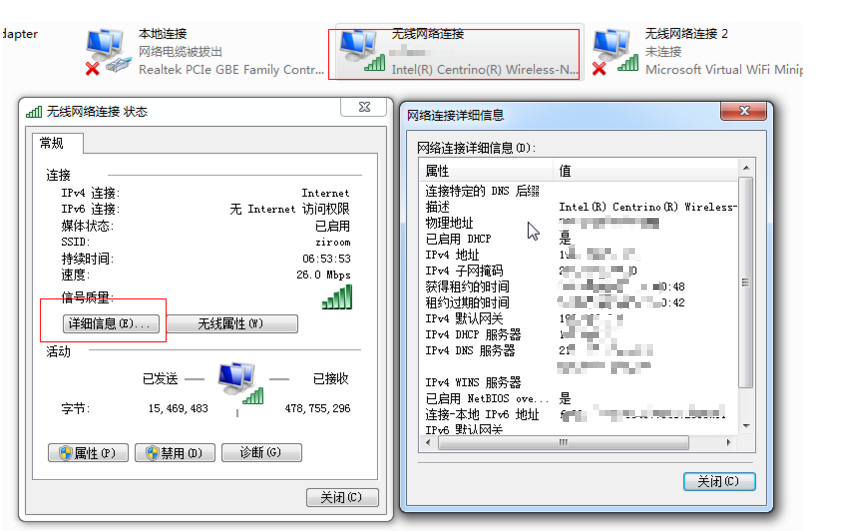 dapter
本地连接
网络电缆被拔出
Realtek PCIe GBE Family Contr...
无线网络连接
Intel(R) Centrino(R) Wireless-N...
无线网络连接 2
未连接
Microsoft Virtual WiFi Minip
无线网络连接 状态
常规
连接
IPv4 连接: Internet
IPv6 连接: 无 Internet 访问权限
媒体状态: 已启用
SSID: ziroom
持续时间: 06:53:53
速度: 26.0 Mbps
信号质量:
详细信息(E)... 无线属性(W)
活动
已发送 — — 已接收
字节: 15,469,483 | 478,755,296
属性(P) 禁用(D) 诊断(G)
关闭(C)
网络连接详细信息
网络连接详细信息(D):
属性 值
连接特定的 DNS 后缀
描述 Intel(R) Centrino(R) Wireless-
物理地址
已启用 DHCP 是
IPv4 地址
IPv4 子网掩码
获得租约的时间 0:48
租约过期的时间 0:42
IPv4 默认网关
IPv4 DHCP 服务器
IPv4 DNS 服务器
IPv4 WINS 服务器
已启用 NetBIOS ove... 是
连接-本地 IPv6 地址
IPv6 默认网关
关闭(C)